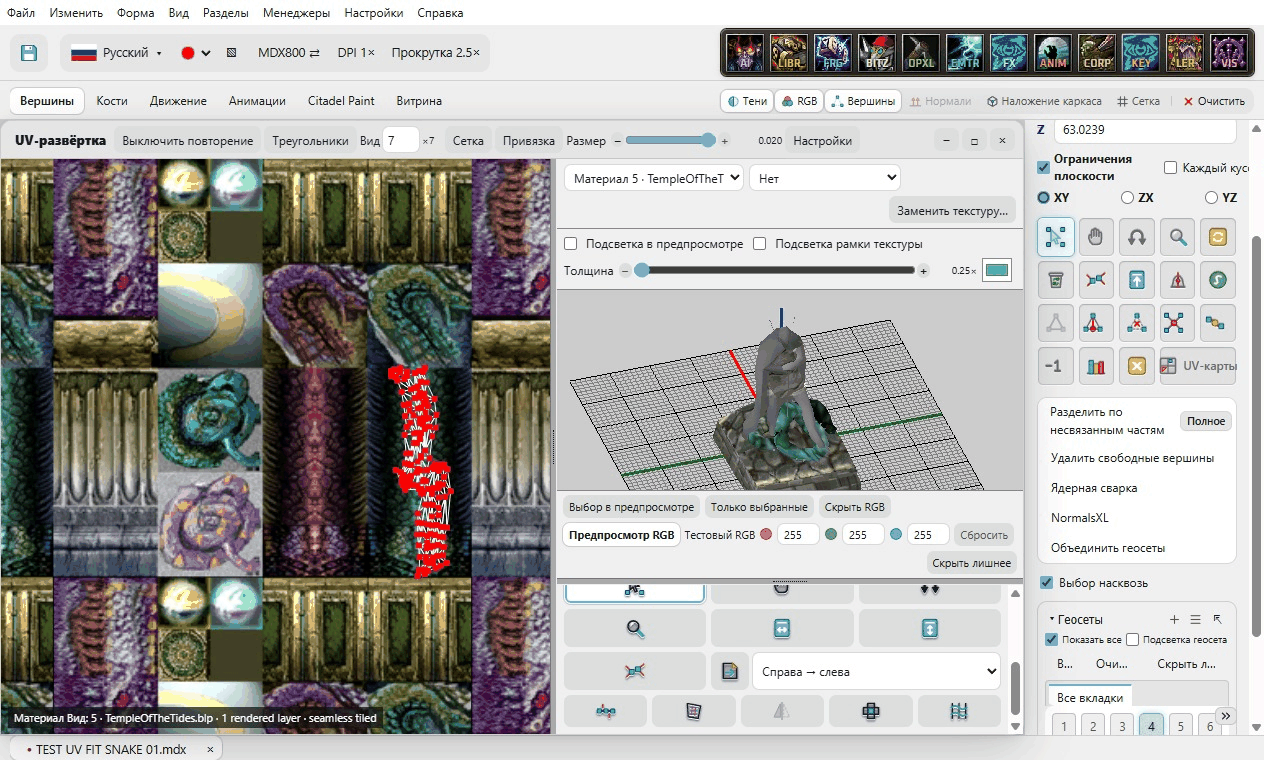 Файл Изменить Форма Вид Разделы Менеджеры Настройки Справка
Русский MDX800 ⇄ DPI 1× Прокрутка 2.5×
AI LIBR FRG BITZ OPXL EMTR FX ANIM CORP KEY LER VIS
Вершины Кости Движение Анимации Citadel Paint Витрина
Тени RGB Вершины Нормали Наложение каркаса Сетка Очистить
UV-развёртка Выключить повторение Треугольники Вид 7 ×7 Сетка Привязка Размер − + 0.020 Настройки
Z 63.0239
Материал 5 · TempleOfTheT Нет
Ограничения плоскости Каждый кусо
XY ZX YZ
Заменить текстуру...
Подсветка в предпросмотре Подсветка рамки текстуры
Толщина − + 0.25×
−1 UV-карты
Разделить по несвязанным частям Полное
Удалить свободные вершины
Ядерная сварка
NormalsXL
Объединить геосеты
Выбор в предпросмотре Только выбранные Скрыть RGB
Предпросмотр RGB Тестовый RGB 255 255 255 Сбросить
Скрыть лишнее
Выбор насквозь
Геосеты
Показать все Подсветка геосета
В... Очи... Скрыть л...
Справа → слева
Все вкладки
1 2 3 4 5 6
Материал Вид: 5 · TempleOfTheTides.blp · 1 rendered layer · seamless tiled
• TEST UV FIT SNAKE 01.mdx ×